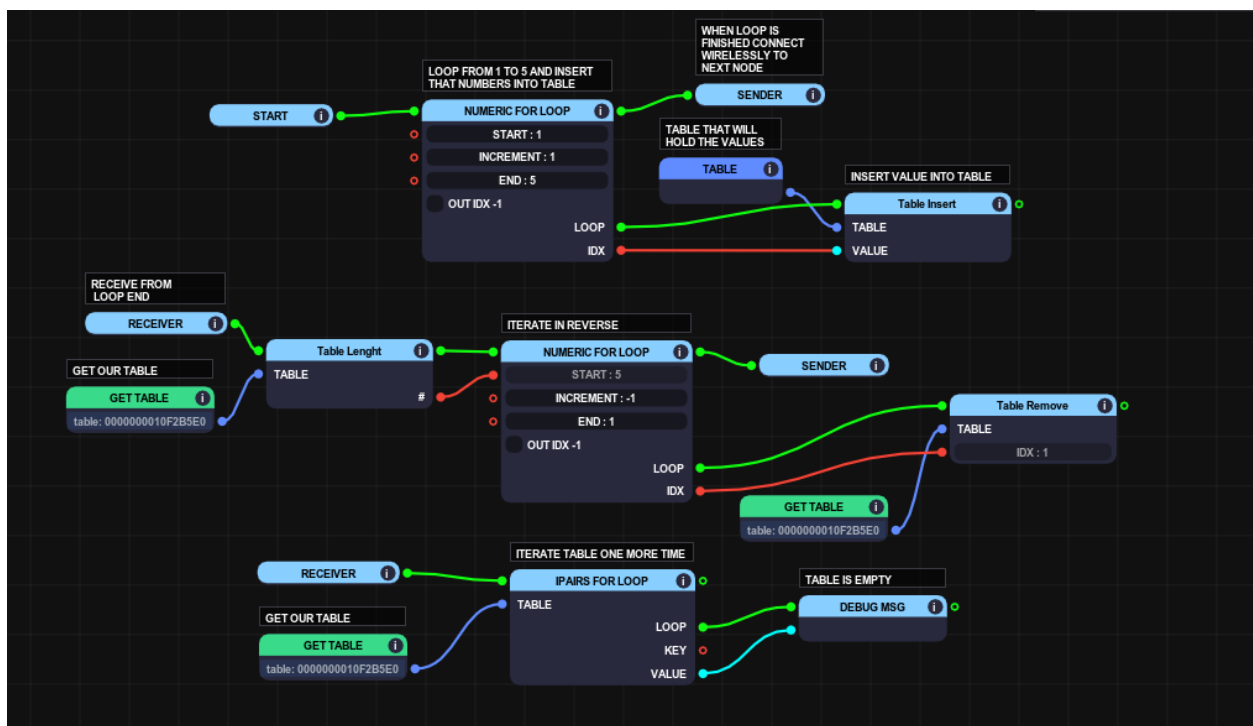 WHEN LOOP IS
FINISHED CONNECT
WIRELESSLY TO
NEXT NODE
LOOP FROM 1 TO 5 AND INSERT
THAT NUMBERS INTO TABLE
SENDER
START
NUMERIC FOR LOOP
START : 1
INCREMENT : 1
END : 5
OUT IDX -1
LOOP
IDX
TABLE THAT WILL
HOLD THE VALUES
TABLE
INSERT VALUE INTO TABLE
Table Insert
TABLE
VALUE
RECEIVE FROM
LOOP END
RECEIVER
GET OUR TABLE
GET TABLE
table: 0000000010F2B5E0
Table Lenght
TABLE
#
ITERATE IN REVERSE
NUMERIC FOR LOOP
START : 5
INCREMENT : -1
END : 1
OUT IDX -1
LOOP
IDX
SENDER
Table Remove
TABLE
IDX : 1
GET TABLE
table: 0000000010F2B5E0
RECEIVER
GET OUR TABLE
GET TABLE
table: 0000000010F2B5E0
ITERATE TABLE ONE MORE TIME
IPAIRS FOR LOOP
TABLE
LOOP
KEY
VALUE
TABLE IS EMPTY
DEBUG MSG